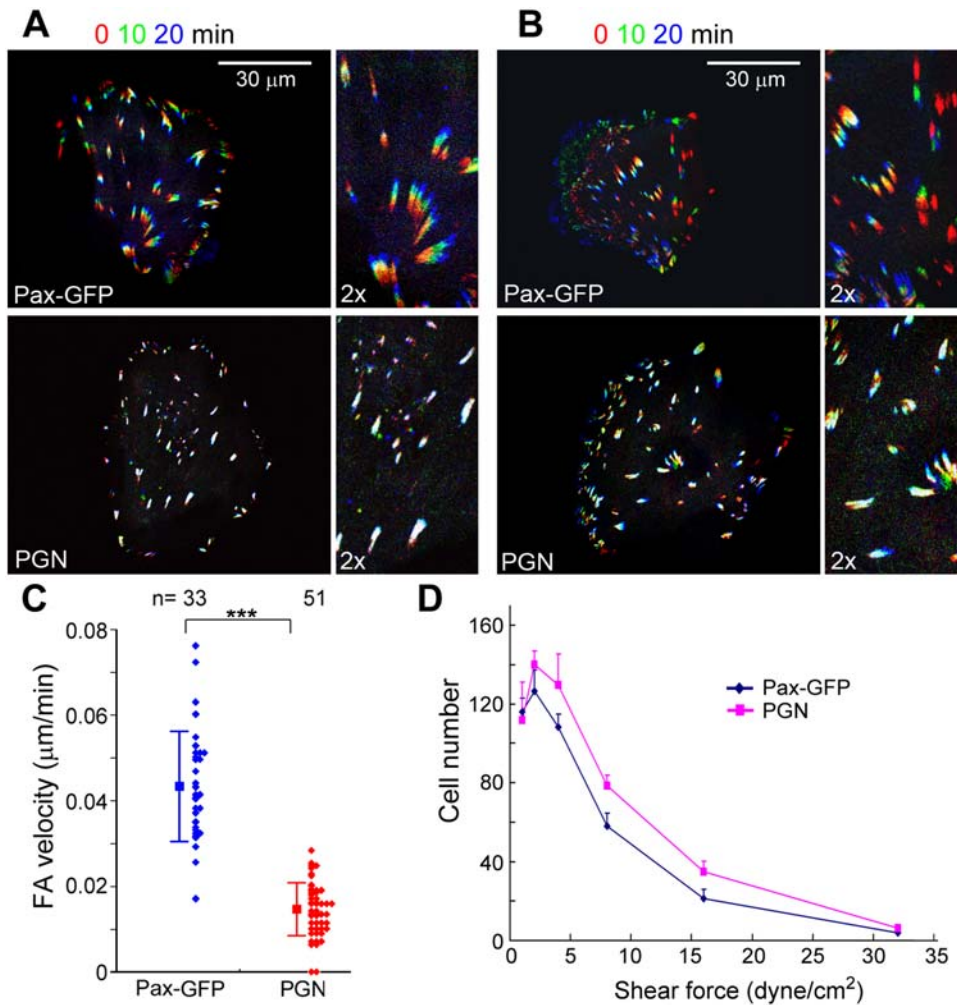 A
0 10 20 min
30 μm
Pax-GFP
2x
PGN
2x
B
0 10 20 min
30 μm
Pax-GFP
2x
PGN
2x
C
n= 33 51
***
0.08
0.06
0.04
0.02
0
FA velocity (μm/min)
Pax-GFP PGN
D
160
120
80
40
0
Cell number
Pax-GFP
PGN
0 5 10 15 20 25 30 35
Shear force (dyne/cm²)